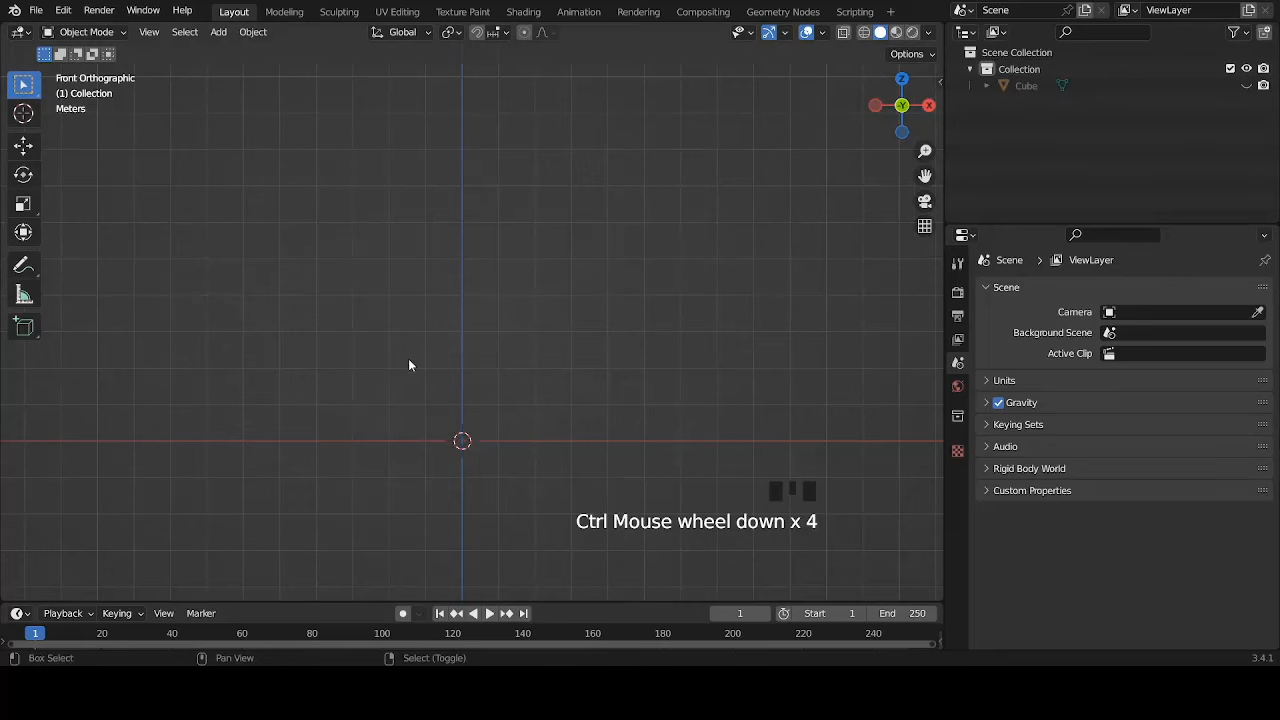 File Edit Render Window Help Layout Modeling Sculpting UV Editing Texture Paint Shading Animation Rendering Compositing Geometry Nodes Scripting Scene ViewLayer
Object Mode View Select Add Object Global
Options
Front Orthographic
(1) Collection
Meters
Z
X
-Y
Scene Collection
Collection
Cube
Scene ViewLayer
Scene
Camera
Background Scene
Active Clip
Units
Gravity
Keying Sets
Audio
Rigid Body World
Custom Properties
Ctrl Mouse wheel down x 4
Playback Keying View Marker 1 Start 1 End 250
1 20 40 60 80 100 120 140 160 180 200 220 240
Box Select Pan View Select (Toggle) 3.4.1